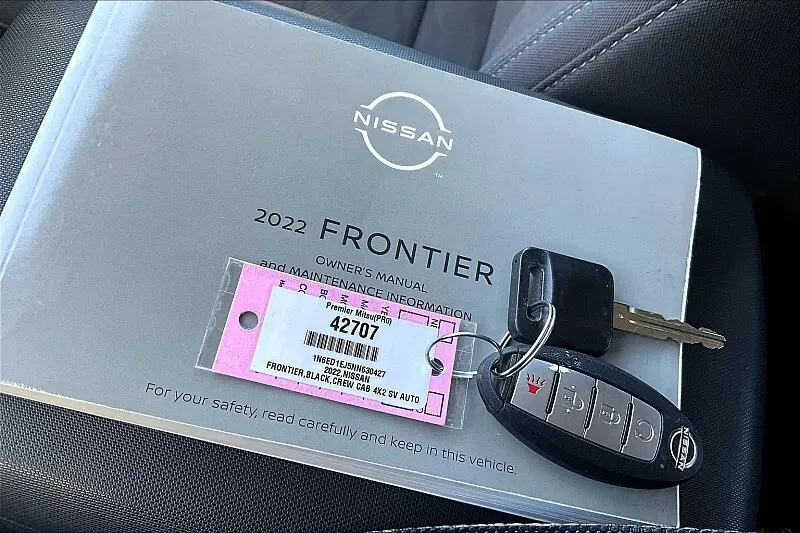 NISSAN
2022 FRONTIER
OWNER'S MANUAL
and MAINTENANCE INFORMATION
Premier Mitsu(PR0)
42707
1N6ED1EJ5NN630427
2022,NISSAN
FRONTIER,BLACK,CREW CAB 4X2 SV AUTO
For your safety, read carefully and keep in this vehicle.
NISSAN